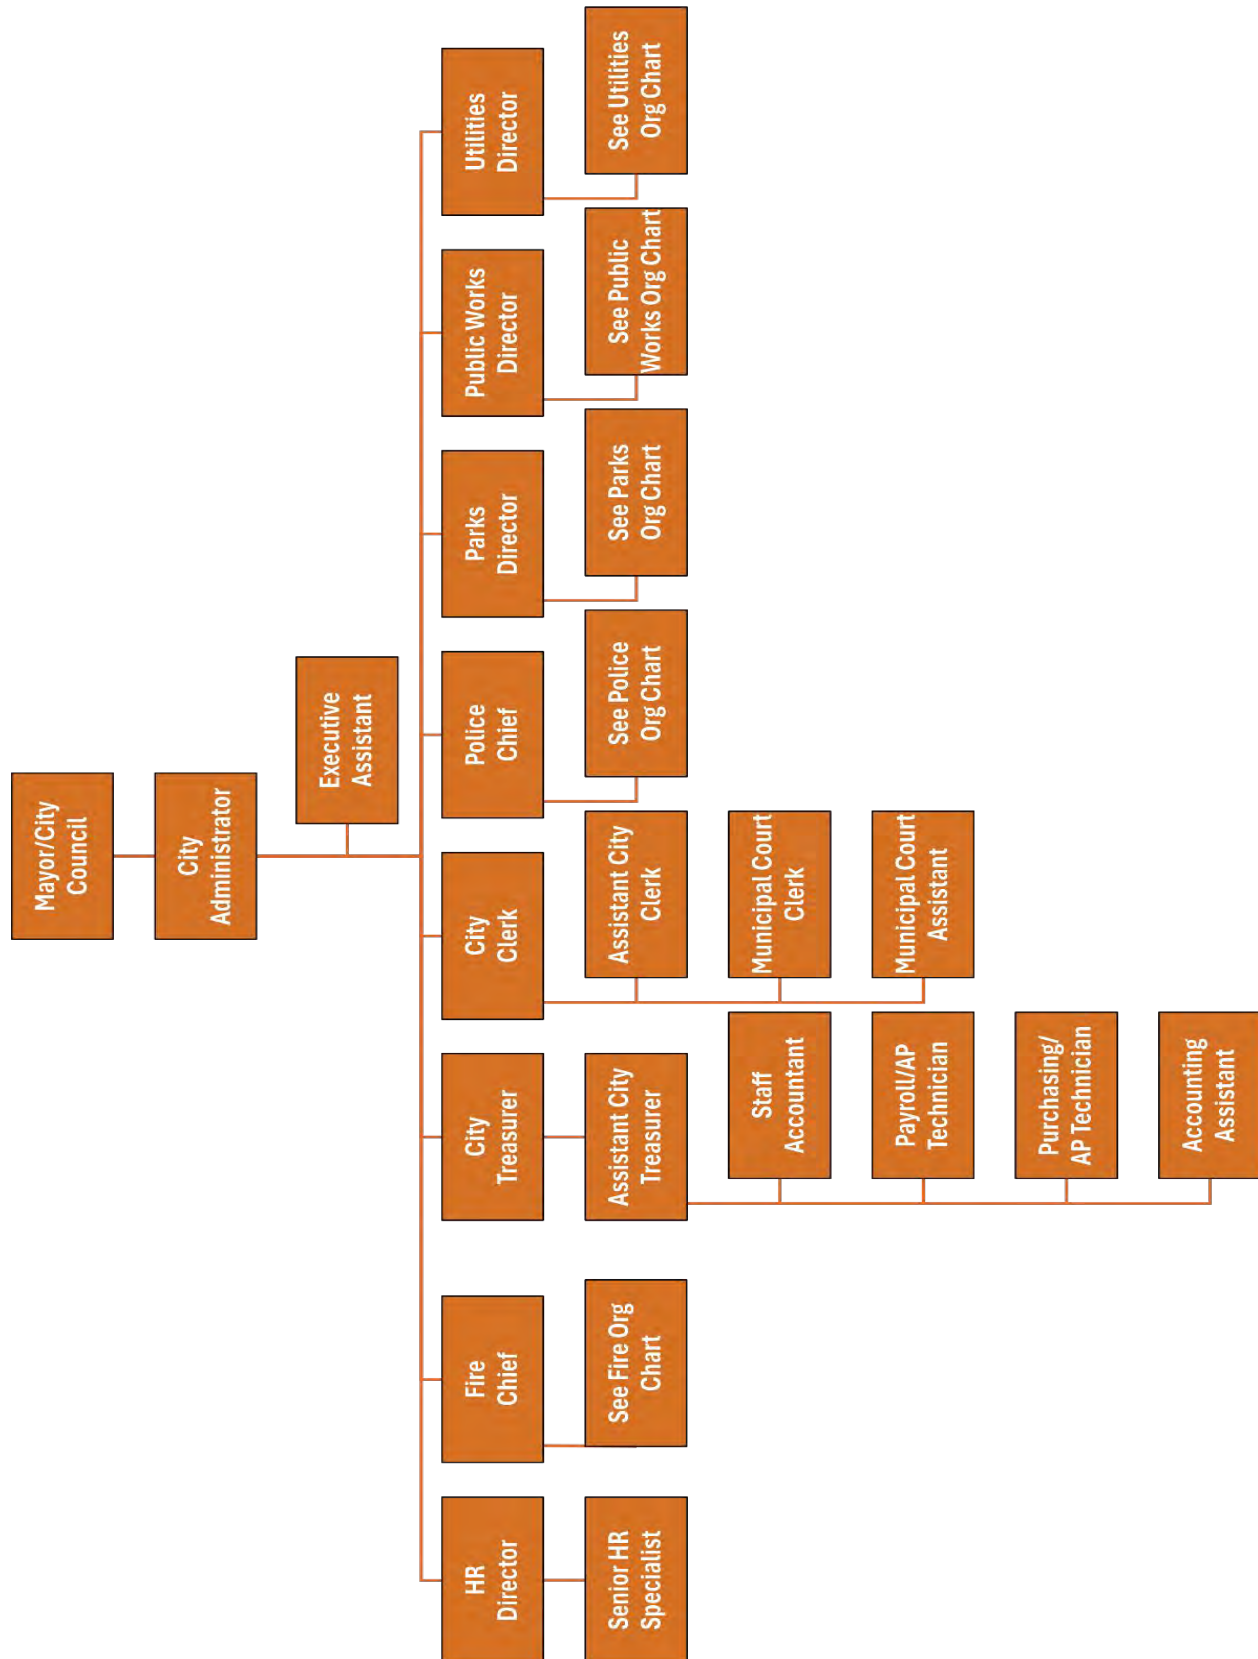 Mayor/City
Council
City
Administrator
Executive
Assistant
HR
Director
Fire
Chief
City
Treasurer
City
Clerk
Police
Chief
Parks
Director
Public Works
Director
Utilities
Director
Senior HR
Specialist
See Fire Org
Chart
Assistant City
Treasurer
Assistant City
Clerk
See Police
Org Chart
See Parks
Org Chart
See Public
Works Org Chart
See Utilities
Org Chart
Staff
Accountant
Municipal Court
Clerk
Payroll/AP
Technician
Municipal Court
Assistant
Purchasing/
AP Technician
Accounting
Assistant